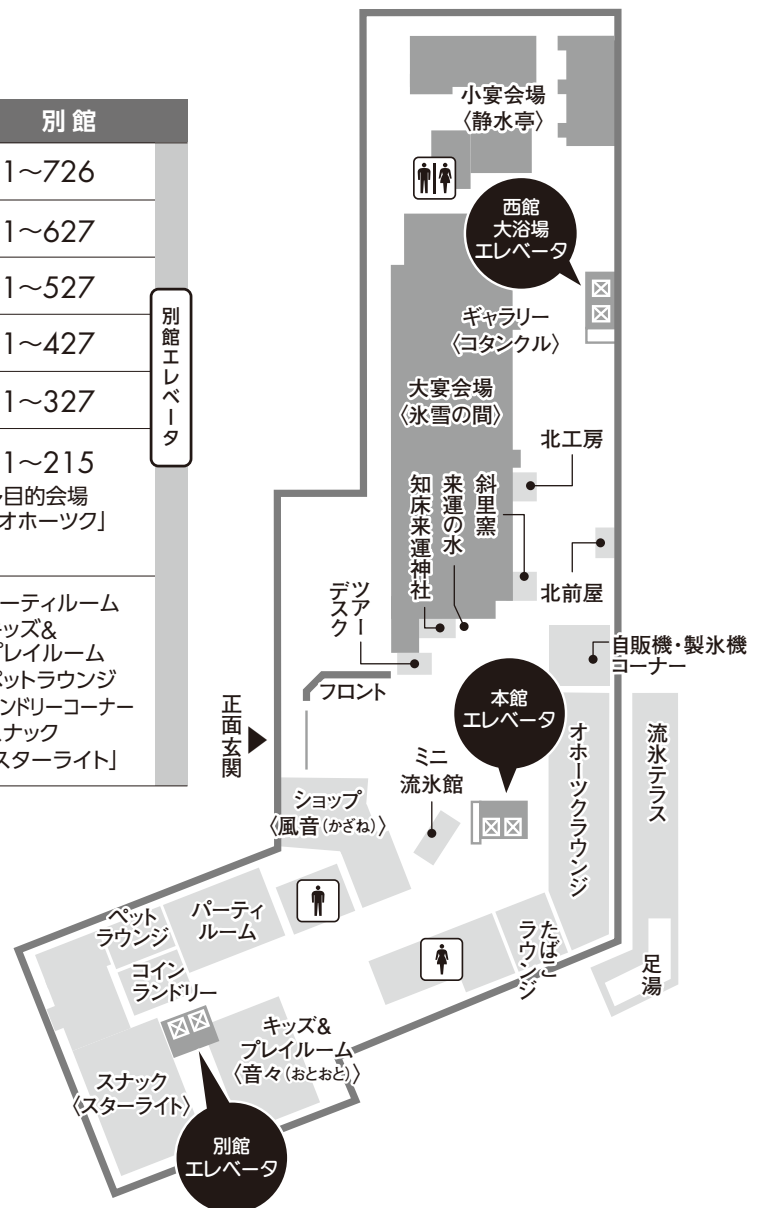 別館
1～726
1～627
1～527
1～427
1～327
1～215
目的会場
オホーツク」
ーティルーム
ッズ&
プレイルーム
ペットラウンジ
ンドリーコーナー
スナック
スターライト」
別館エレベータ
小宴会場
〈静水亭〉
西館
大浴場
エレベータ
ギャラリー
〈コタンクル〉
大宴会場
〈氷雪の間〉
北工房
斜里窯
来運の水
知床来運神社
ツアー
デスク
北前屋
自販機・製氷機
コーナー
フロント
正面玄関
本館
エレベータ
ミニ
流氷館
オホーツクラウンジ
流氷テラス
ショップ
〈風音(かざね)〉
ペット
ラウンジ
パーティ
ルーム
コイン
ランドリー
たばこ
ラウンジ
足湯
キッズ&
プレイルーム
〈音々(おとおと)〉
スナック
〈スターライト〉
別館
エレベータ